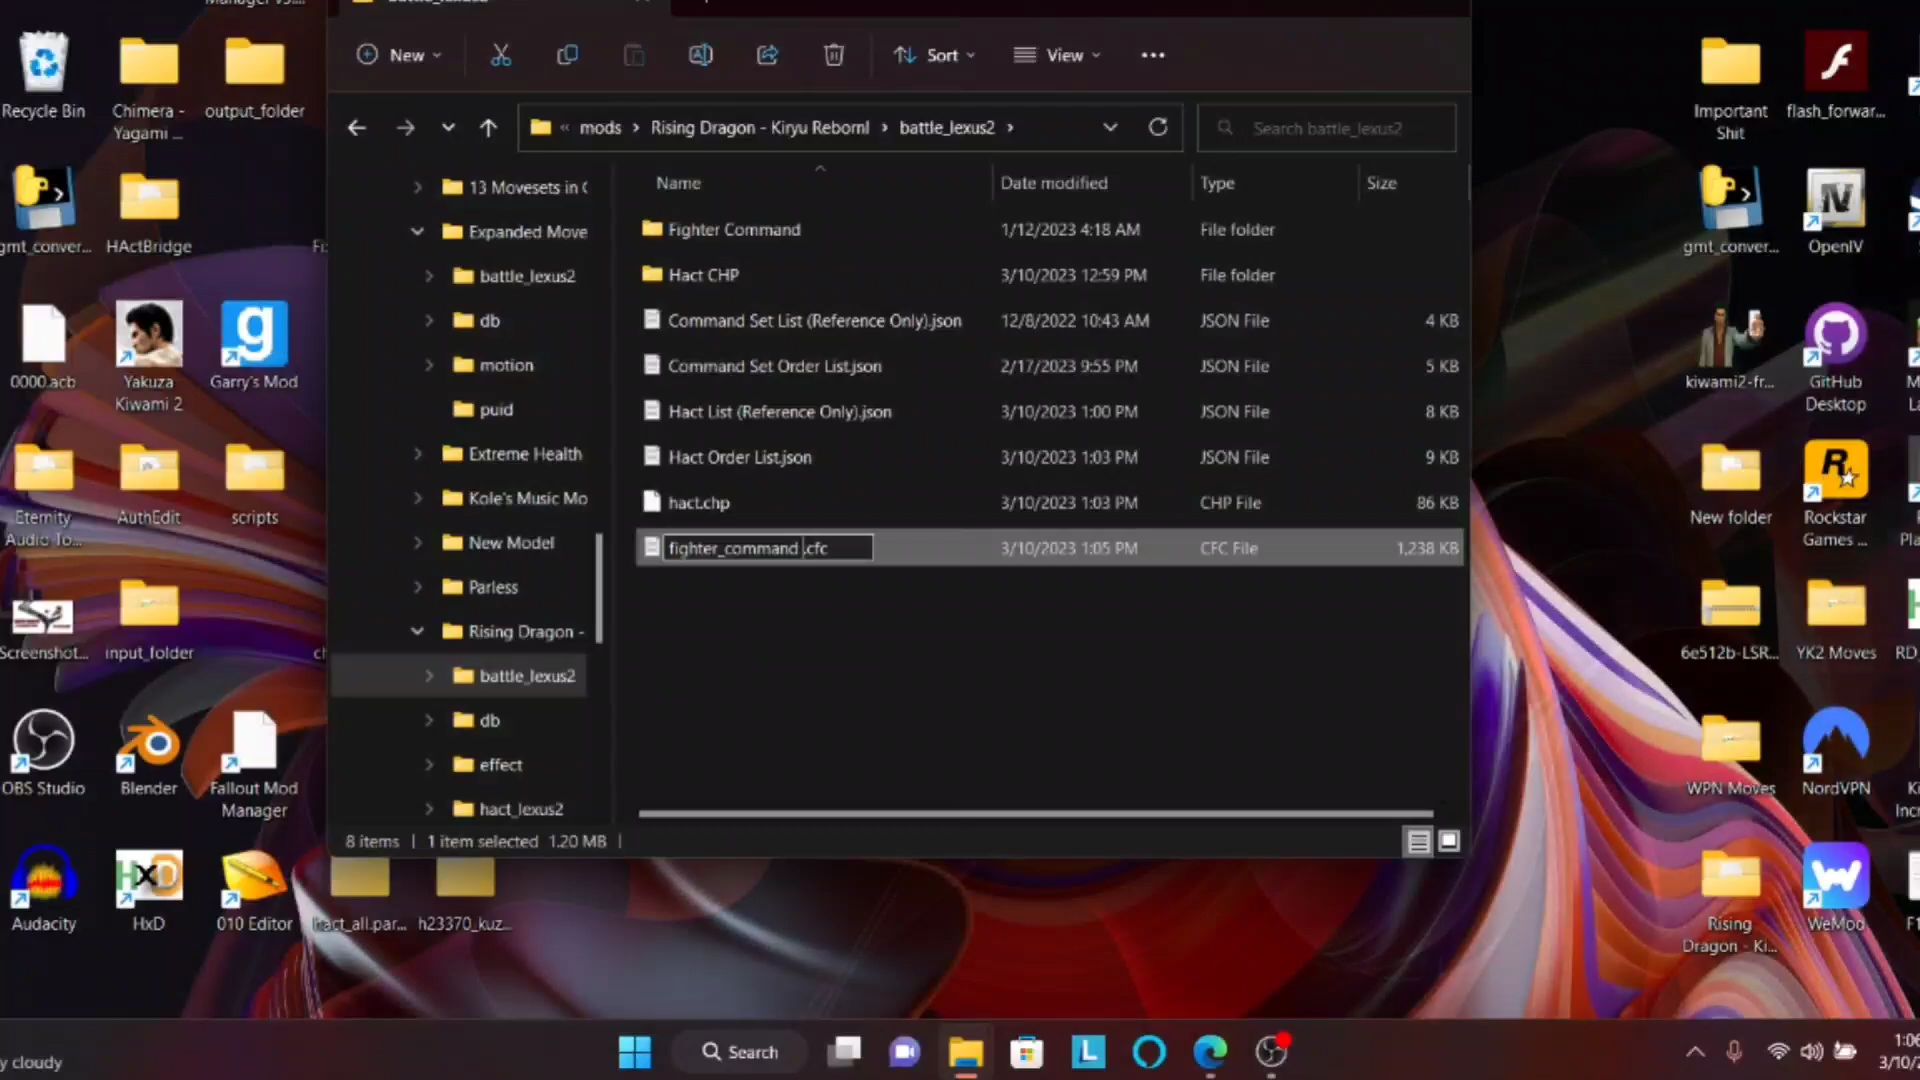 New
Sort
View
mods
Rising Dragon - Kiryu Reborn!
battle_lexus2
Search battle_lexus2
Name
Date modified
Type
Size
Fighter Command
1/12/2023 4:18 AM
File folder
Hact CHP
3/10/2023 12:59 PM
File folder
Command Set List (Reference Only).json
12/8/2022 10:43 AM
JSON File
4 KB
Command Set Order List.json
2/17/2023 9:55 PM
JSON File
5 KB
Hact List (Reference Only).json
3/10/2023 1:00 PM
JSON File
8 KB
Hact Order List.json
3/10/2023 1:03 PM
JSON File
9 KB
hact.chp
3/10/2023 1:03 PM
CHP File
86 KB
fighter_command .cfc
3/10/2023 1:05 PM
CFC File
1,238 KB
13 Movesets in
Expanded Move
battle_lexus2
db
motion
puid
Extreme Health
Kole's Music Mo
New Model
Parless
Rising Dragon -
battle_lexus2
db
effect
hact_lexus2
8 items
1 item selected 1.20 MB
Recycle Bin
Chimera -
Yagami ...
output_folder
gmt_conver...
HActBridge
0000.acb
Yakuza
Kiwami 2
Garry's Mod
Eternity
Audio To...
AuthEdit
scripts
Screenshot...
input_folder
OBS Studio
Blender
Fallout Mod
Manager
Audacity
HxD
010 Editor
hact_all.par...
h23370_kuz...
Important
Shit
flash_forwar...
gmt_conver...
OpenIV
kiwami2-fr...
GitHub
Desktop
New folder
Rockstar
Games ...
6e512b-LSR...
YK2 Moves
WPN Moves
NordVPN
Rising
Dragon - Ki...
WeMod
y cloudy
Search
1:06
3/10/2